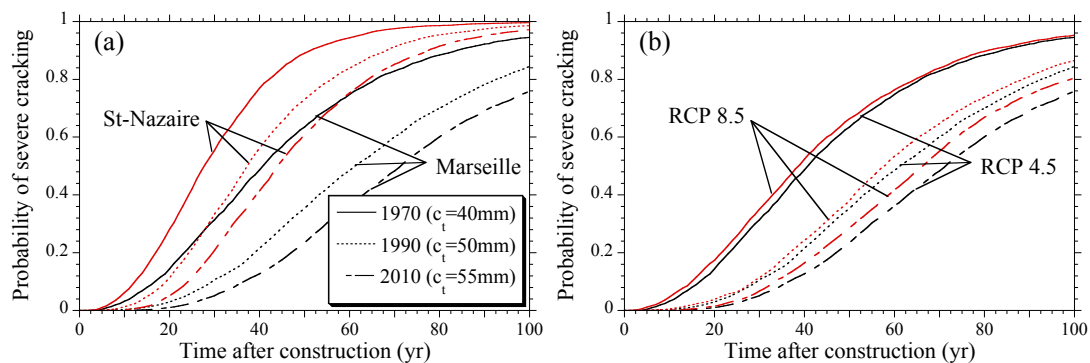 (a)
Probability of severe cracking
1
0.8
0.6
0.4
0.2
0
St-Nazaire
Marseille
1970 (c_t=40mm)
1990 (c_t=50mm)
2010 (c_t=55mm)
0 20 40 60 80 100
Time after construction (yr)
(b)
Probability of severe cracking
1
0.8
0.6
0.4
0.2
0
RCP 8.5
RCP 4.5
0 20 40 60 80 100
Time after construction (yr)